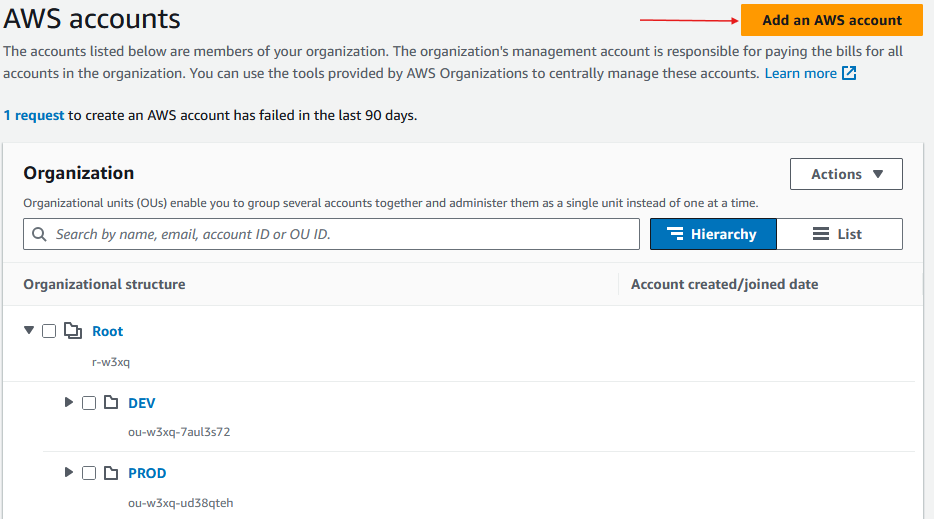 AWS accounts
Add an AWS account
The accounts listed below are members of your organization. The organization's management account is responsible for paying the bills for all
accounts in the organization. You can use the tools provided by AWS Organizations to centrally manage these accounts. Learn more
1 request to create an AWS account has failed in the last 90 days.
Organization
Actions
Organizational units (OUs) enable you to group several accounts together and administer them as a single unit instead of one at a time.
Search by name, email, account ID or OU ID.
Hierarchy
List
Organizational structure
Account created/joined date
Root
r-w3xq
DEV
ou-w3xq-7aul3s72
PROD
ou-w3xq-ud38qteh